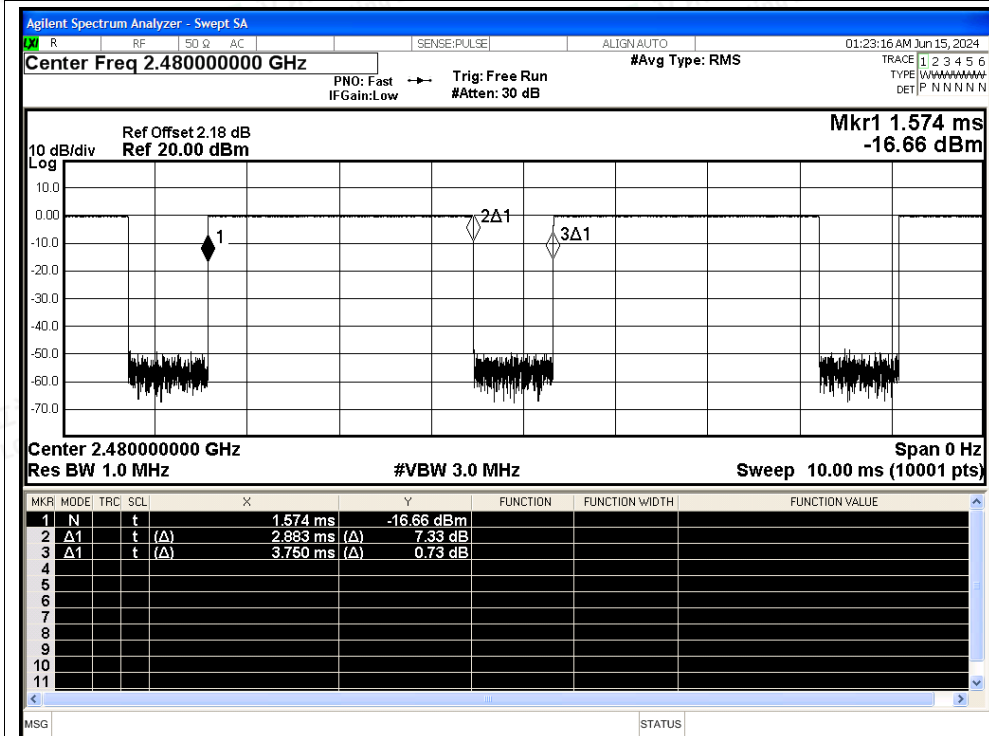 Agilent Spectrum Analyzer - Swept SA
LXI R RF 50 Ω AC SENSE:PULSE ALIGN AUTO 01:23:16 AM Jun 15, 2024
Center Freq 2.480000000 GHz #Avg Type: RMS TRACE 1 2 3 4 5 6
PNO: Fast Trig: Free Run TYPE
IFGain:Low #Atten: 30 dB DET P N N N N N
Mkr1 1.574 ms
Ref Offset 2.18 dB
10 dB/div Ref 20.00 dBm -16.66 dBm
Log
10.0
0.00 2Δ1
1 3Δ1
-10.0
-20.0
-30.0
-40.0
-50.0
-60.0
-70.0
Center 2.480000000 GHz Span 0 Hz
Res BW 1.0 MHz #VBW 3.0 MHz Sweep 10.00 ms (10001 pts)
MKR MODE TRC SCL X Y FUNCTION FUNCTION WIDTH FUNCTION VALUE
1 N t 1.574 ms -16.66 dBm
2 Δ1 t (Δ) 2.883 ms (Δ) 7.33 dB
3 Δ1 t (Δ) 3.750 ms (Δ) 0.73 dB
4
5
6
7
8
9
10
11
MSG STATUS